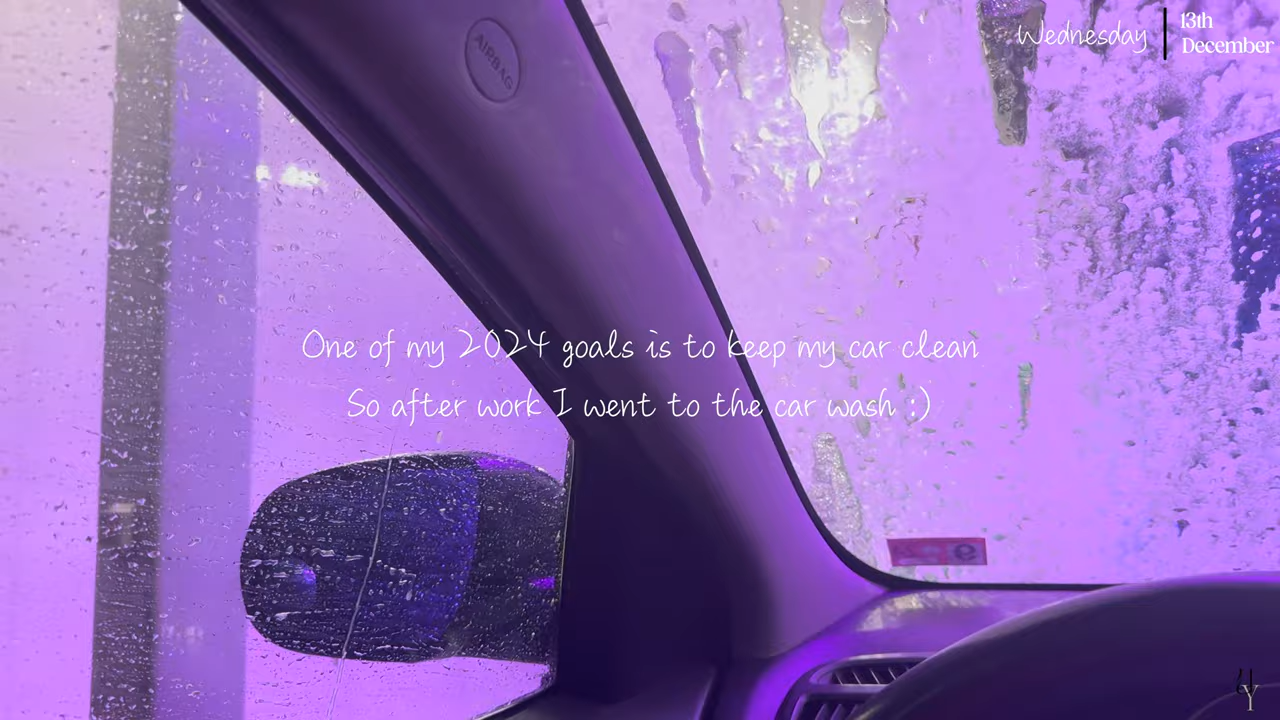 Wednesday
13th
December
AIRBAG
One of my 2024 goals is to keep my car clean
So after work I went to the car wash :)